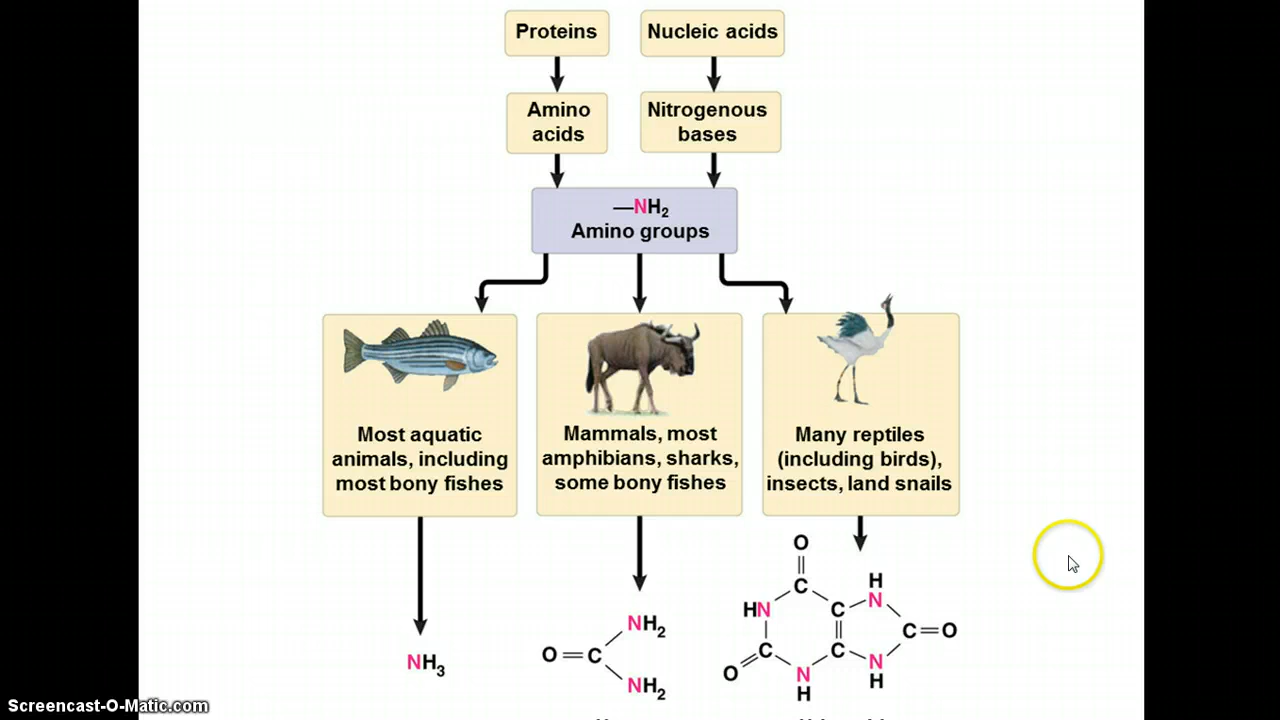 Proteins
Nucleic acids
Amino
acids
Nitrogenous
bases
—NH₂
Amino groups
Most aquatic
animals, including
most bony fishes
Mammals, most
amphibians, sharks,
some bony fishes
Many reptiles
(including birds),
insects, land snails
NH₃
NH₂
O=C
NH₂
O
C
H
HN
C
N
C=O
C
C
O
N
H
N
H
Screencast-O-Matic.com